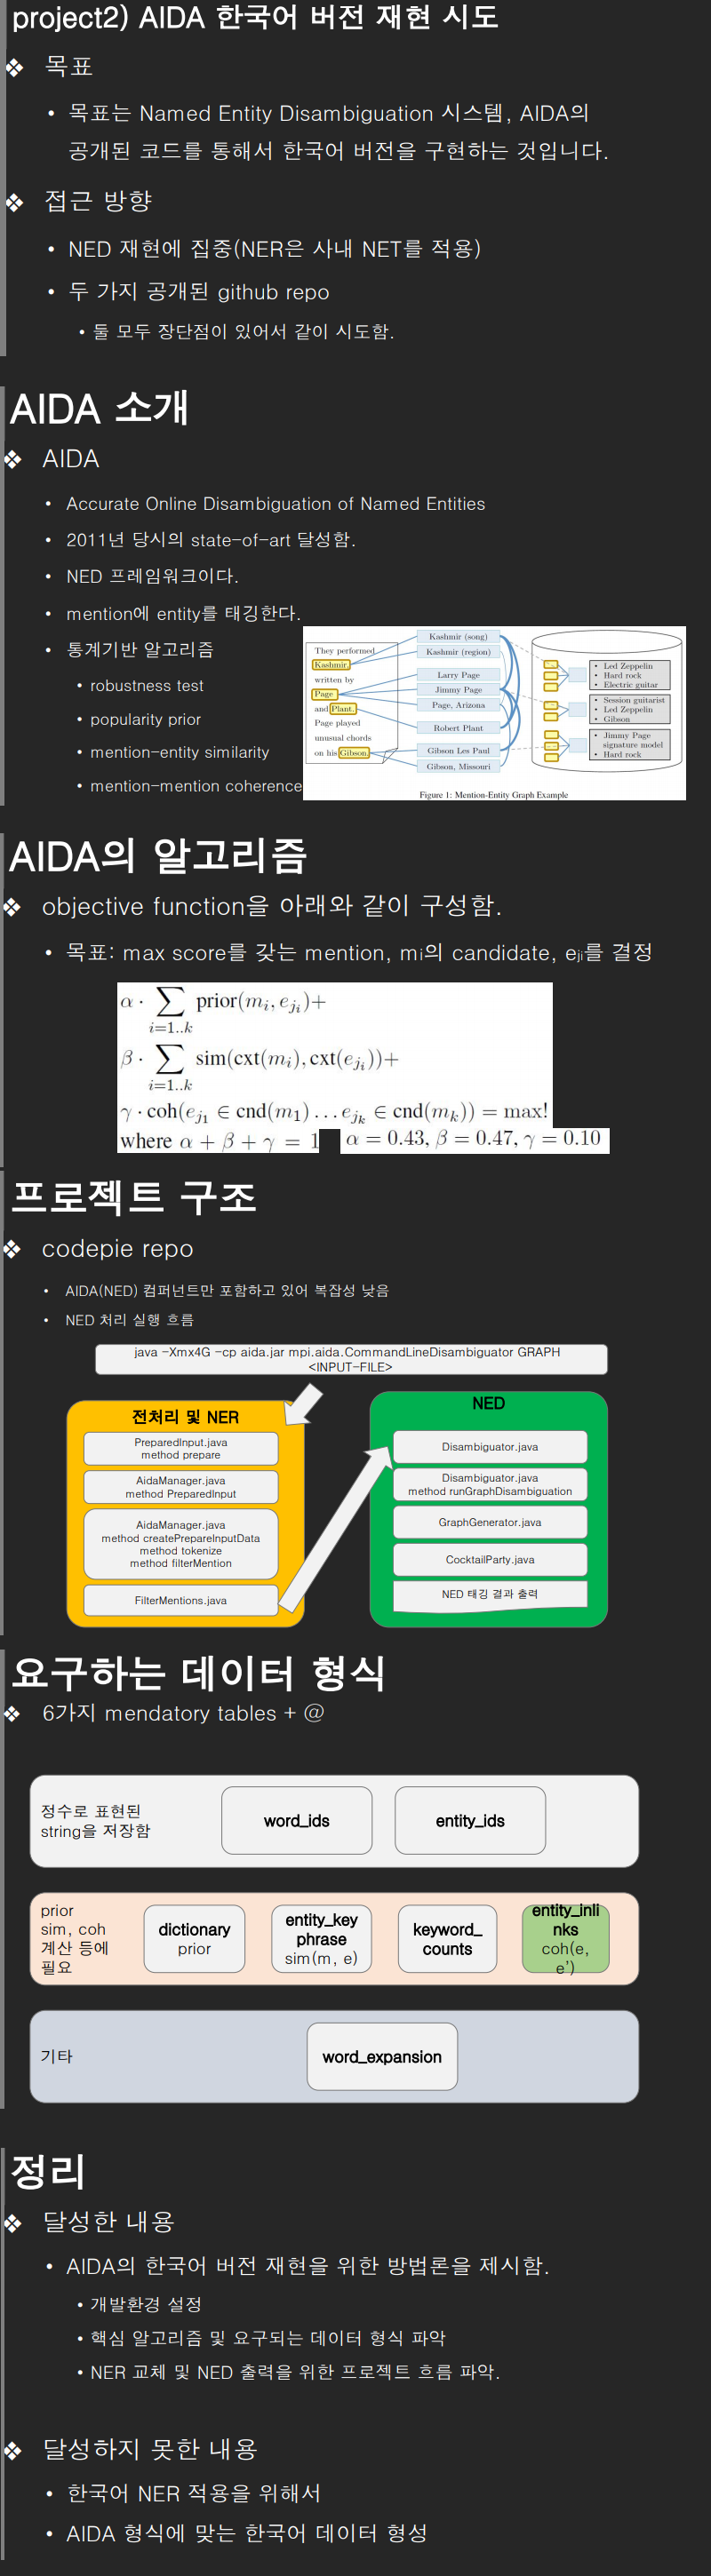 project2) AIDA 한국어 버전 재현 시도
❖ 목표
• 목표는 Named Entity Disambiguation 시스템, AIDA의
공개된 코드를 통해서 한국어 버전을 구현하는 것입니다.
❖ 접근 방향
• NED 재현에 집중(NER은 사내 NET를 적용)
• 두 가지 공개된 github repo
• 둘 모두 장단점이 있어서 같이 시도함.
AIDA 소개
❖ AIDA
• Accurate Online Disambiguation of Named Entities
• 2011년 당시의 state-of-art 달성함.
• NED 프레임워크이다.
• mention에 entity를 태깅한다.
• 통계기반 알고리즘
• robustness test
• popularity prior
• mention-entity similarity
• mention-mention coherence
They performed
Kashmir,
written by
Page
and Plant.
Page played
unusual chords
on his Gibson.
Kashmir (song)
Kashmir (region)
Larry Page
Jimmy Page
Page, Arizona
Robert Plant
Gibson Les Paul
Gibson, Missouri
• Led Zeppelin
• Hard rock
• Electric guitar
• Session guitarist
• Led Zeppelin
• Gibson
• Jimmy Page
signature model
• Hard rock
Figure 1: Mention-Entity Graph Example
AIDA의 알고리즘
❖ objective function을 아래와 같이 구성함.
• 목표: max score를 갖는 mention, mi의 candidate, eji를 결정
α · ∑ i=1..k prior(m_i, e_{j_i})+
β · ∑ i=1..k sim(cxt(m_i), cxt(e_{j_i}))+
γ · coh(e_{j_1} ∈ cnd(m_1) . . . e_{j_k} ∈ cnd(m_k)) = max!
where α + β + γ = 1
α = 0.43, β = 0.47, γ = 0.10
프로젝트 구조
❖ codepie repo
• AIDA(NED) 컴퍼넌트만 포함하고 있어 복잡성 낮음
• NED 처리 실행 흐름
java -Xmx4G -cp aida.jar mpi.aida.CommandLineDisambiguator GRAPH
<INPUT-FILE>
전처리 및 NER
PreparedInput.java
method prepare
AidaManager.java
method PreparedInput
AidaManager.java
method createPrepareInputData
method tokenize
method filterMention
FilterMentions.java
NED
Disambiguator.java
Disambiguator.java
method runGraphDisambiguation
GraphGenerator.java
CocktailParty.java
NED 태깅 결과 출력
요구하는 데이터 형식
❖ 6가지 mendatory tables + @
정수로 표현된
string을 저장함
word_ids
entity_ids
prior
sim, coh
계산 등에
필요
dictionary
prior
entity_key
phrase
sim(m, e)
keyword_
counts
entity_inli
nks
coh(e,
e')
기타
word_expansion
정리
❖ 달성한 내용
• AIDA의 한국어 버전 재현을 위한 방법론을 제시함.
• 개발환경 설정
• 핵심 알고리즘 및 요구되는 데이터 형식 파악
• NER 교체 및 NED 출력을 위한 프로젝트 흐름 파악.
❖ 달성하지 못한 내용
• 한국어 NER 적용을 위해서
• AIDA 형식에 맞는 한국어 데이터 형성